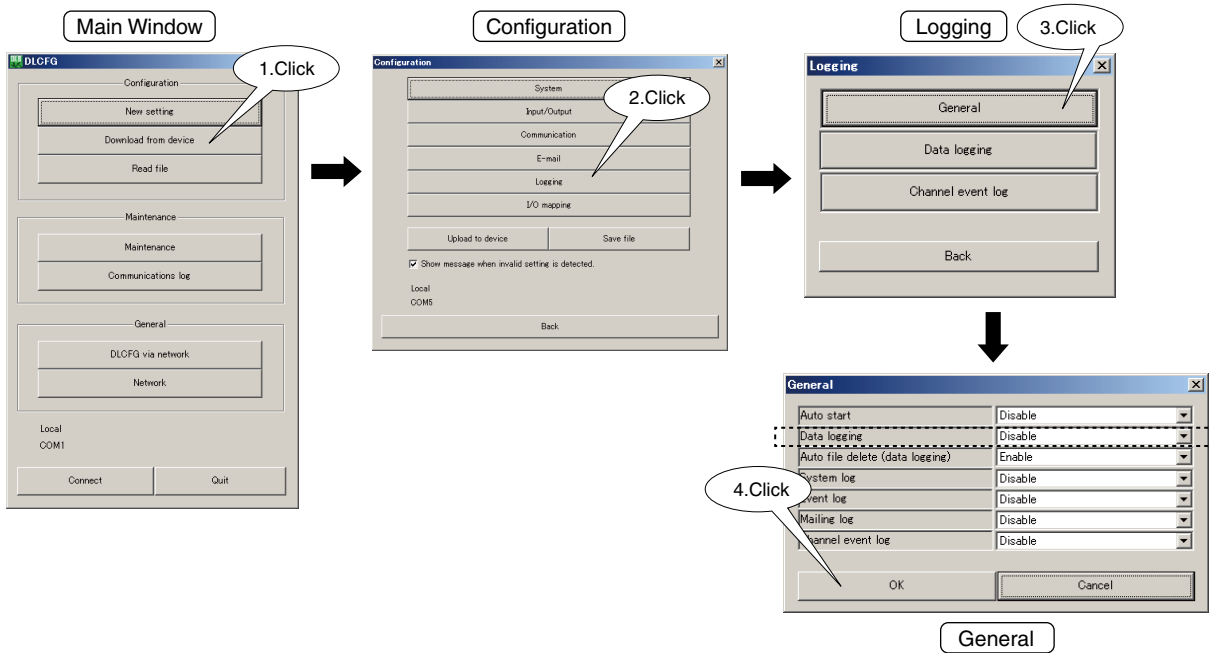 Main Window
DLCFG
1.Click
Configuration
New setting
Download from device
Read file
Maintenance
Maintenance
Communications log
General
DLCFG via network
Network
Local
COM1
Connect
Quit
Configuration
Configuration
2.Click
System
Input/Output
Communication
E-mail
Logging
I/O mapping
Upload to device
Save file
Show message when invalid setting is detected.
Local
COM5
Back
Logging
3.Click
Logging
General
Data logging
Channel event log
Back
General
Auto start Disable
Data logging Disable
Auto file delete (data logging) Enable
System log Disable
Event log Disable
Mailing log Disable
Channel event log Disable
4.Click
OK
Cancel
General